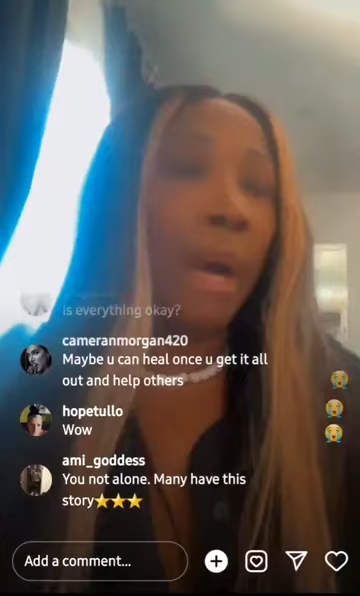 is everything okay?
cameranmorgan420
Maybe u can heal once u get it all
out and help others
hopetullo
Wow
ami_goddess
You not alone. Many have this
story⭐⭐⭐
Add a comment...